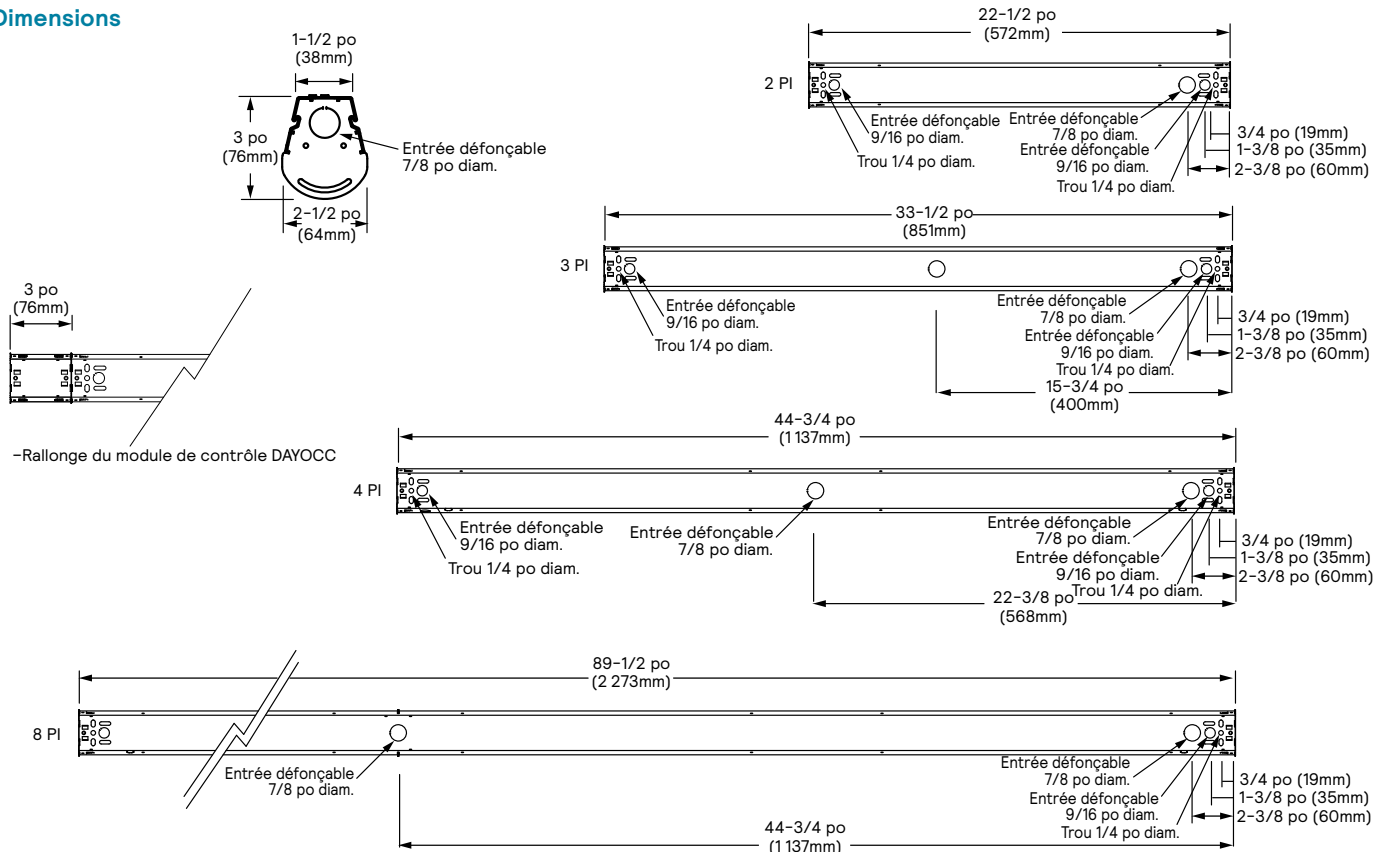 Dimensions
1-1/2 po
(38mm)
3 po
(76mm)
Entrée défonçable
7/8 po diam.
2-1/2 po
(64mm)
22-1/2 po
(572mm)
2 PI
Entrée défonçable
9/16 po diam.
Trou 1/4 po diam.
Entrée défonçable
7/8 po diam.
Entrée défonçable
9/16 po diam.
Trou 1/4 po diam.
3/4 po (19mm)
1-3/8 po (35mm)
2-3/8 po (60mm)
33-1/2 po
(851mm)
3 PI
Entrée défonçable
9/16 po diam.
Trou 1/4 po diam.
Entrée défonçable
7/8 po diam.
Entrée défonçable
9/16 po diam.
Trou 1/4 po diam.
3/4 po (19mm)
1-3/8 po (35mm)
2-3/8 po (60mm)
15-3/4 po
(400mm)
3 po
(76mm)
-Rallonge du module de contrôle DAYOCC
44-3/4 po
(1 137mm)
4 PI
Entrée défonçable
9/16 po diam.
Trou 1/4 po diam.
Entrée défonçable
7/8 po diam.
Entrée défonçable
7/8 po diam.
Entrée défonçable
9/16 po diam.
Trou 1/4 po diam.
3/4 po (19mm)
1-3/8 po (35mm)
2-3/8 po (60mm)
22-3/8 po
(568mm)
89-1/2 po
(2 273mm)
8 PI
Entrée défonçable
7/8 po diam.
Entrée défonçable
7/8 po diam.
Entrée défonçable
9/16 po diam.
Trou 1/4 po diam.
3/4 po (19mm)
1-3/8 po (35mm)
2-3/8 po (60mm)
44-3/4 po
(1 137mm)